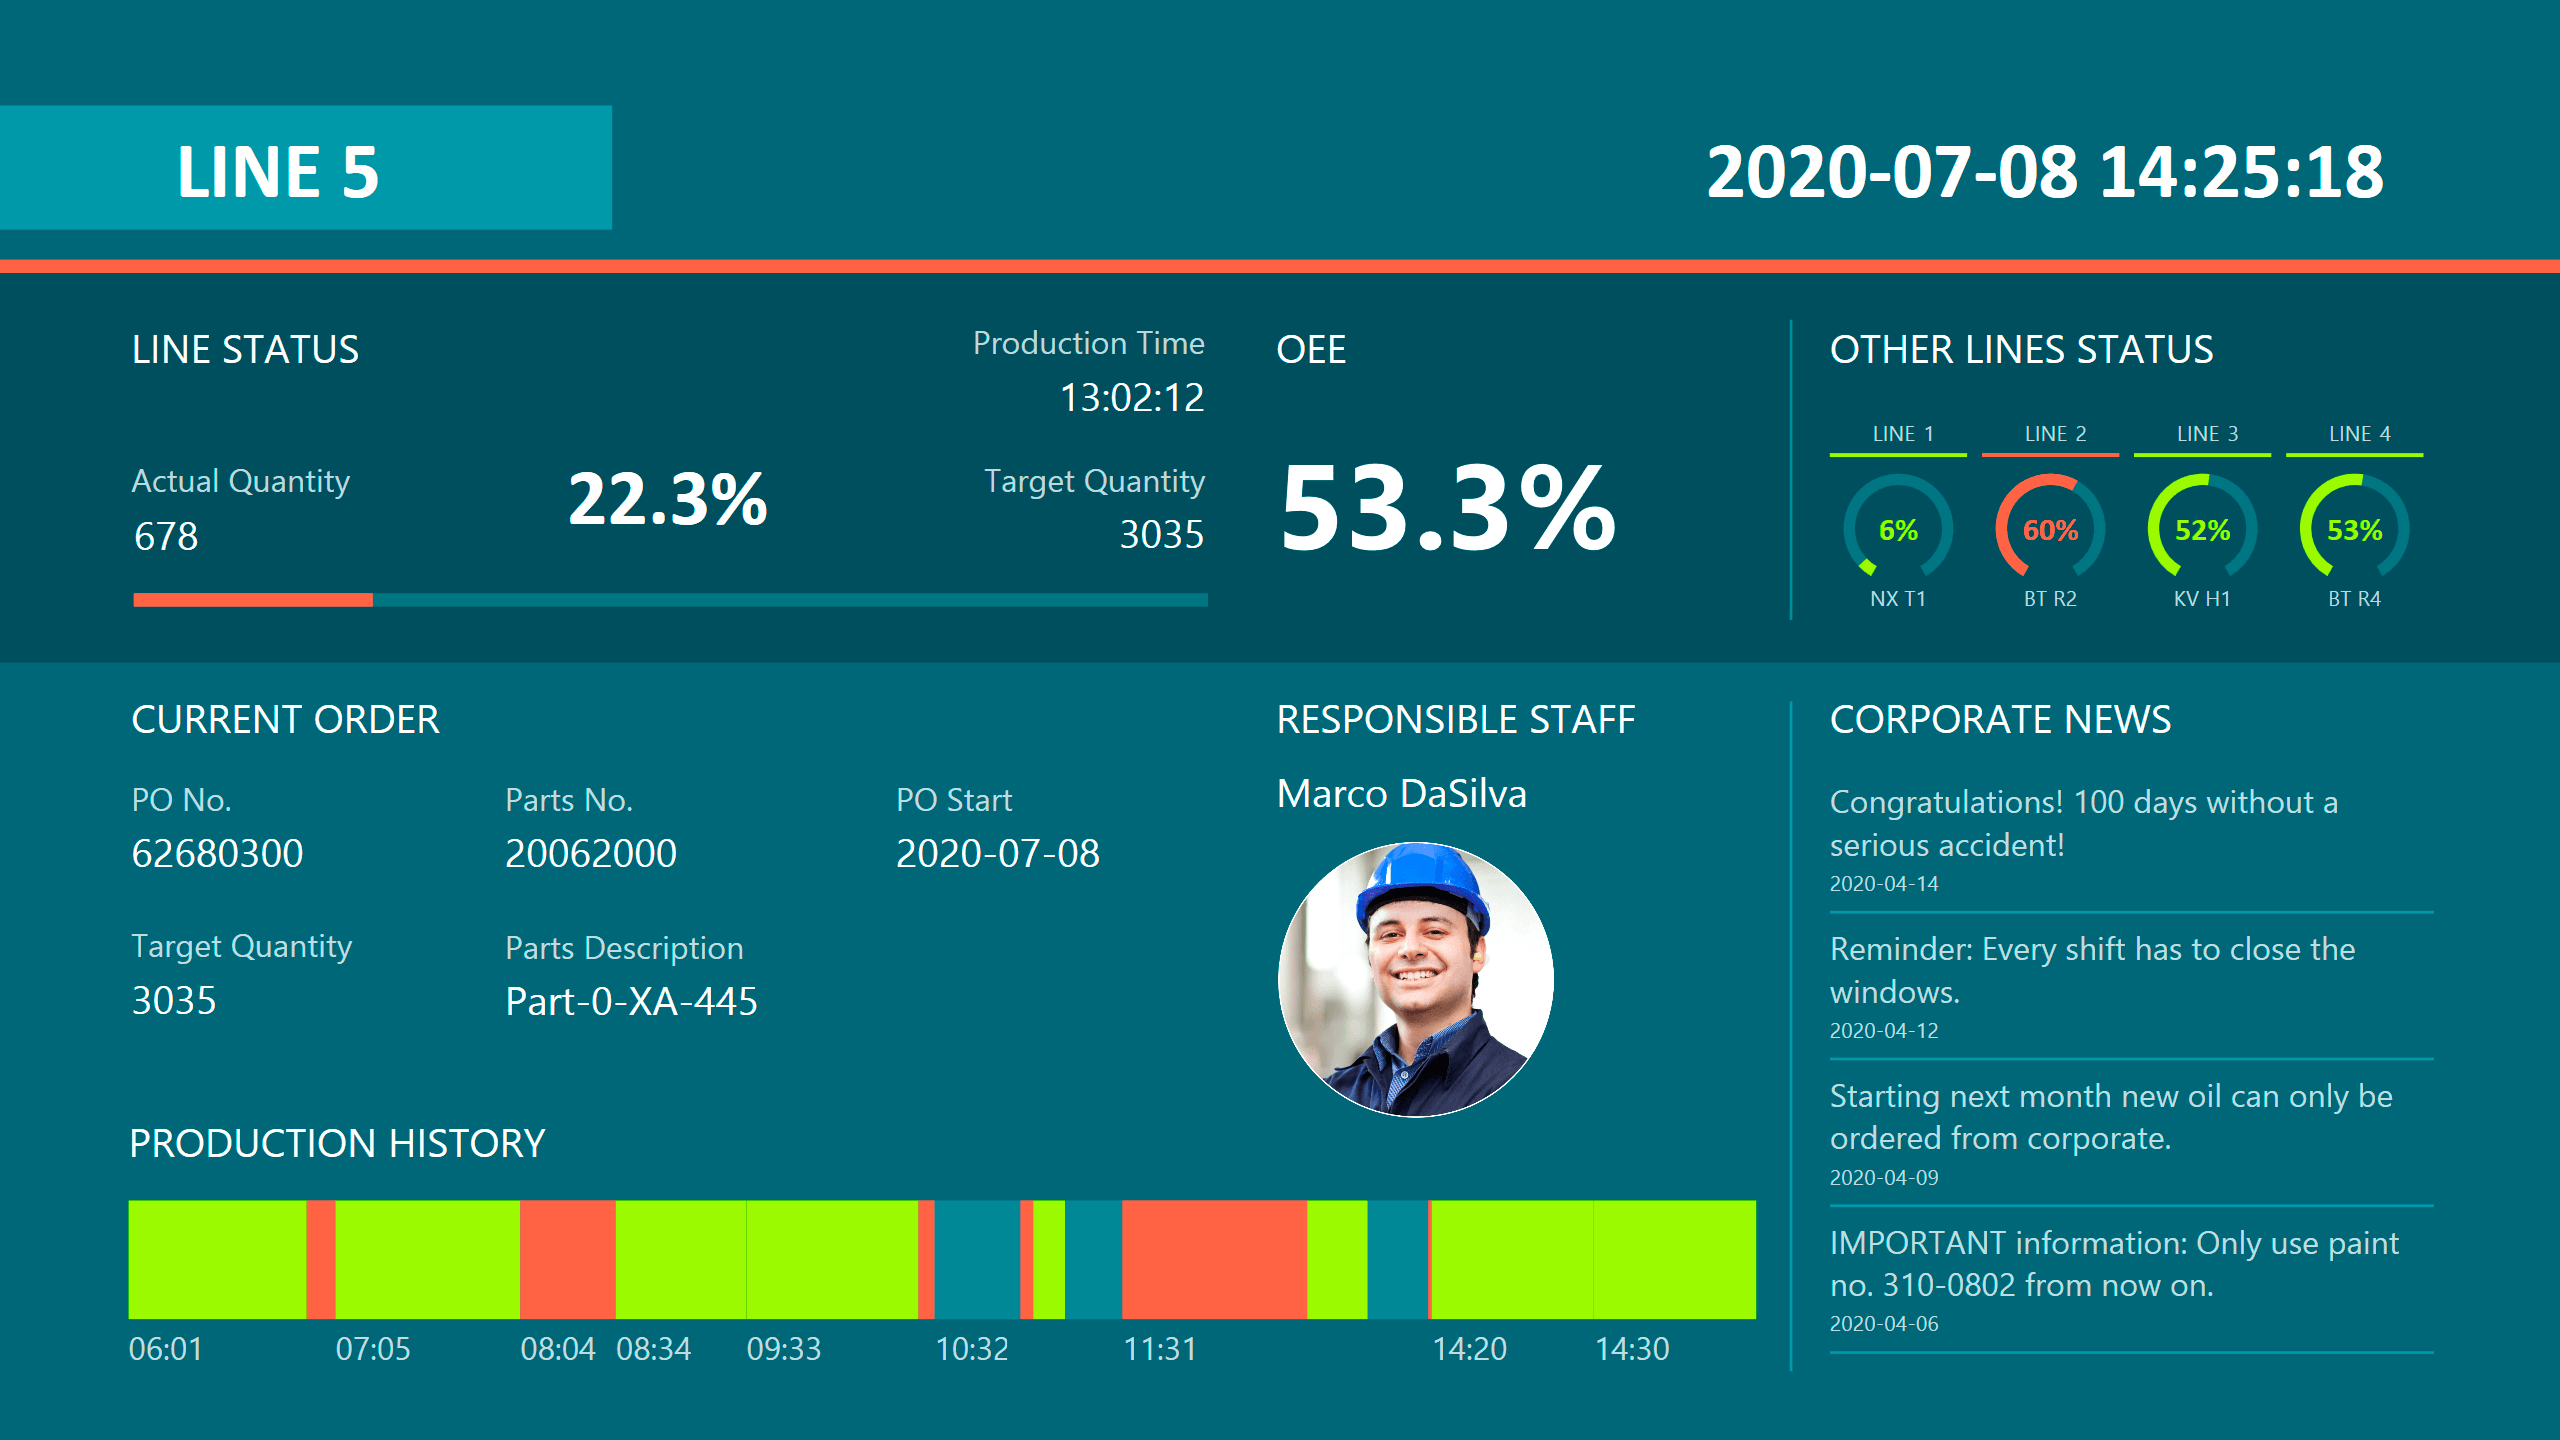 LINE 5
2020-07-08 14:25:18
LINE STATUS
Production Time
13:02:12
Actual Quantity
678
22.3%
Target Quantity
3035
OEE
53.3%
OTHER LINES STATUS
LINE 1
6%
NX T1
LINE 2
60%
BT R2
LINE 3
52%
KV H1
LINE 4
53%
BT R4
CURRENT ORDER
PO No.
62680300
Parts No.
20062000
PO Start
2020-07-08
Target Quantity
3035
Parts Description
Part-0-XA-445
RESPONSIBLE STAFF
Marco DaSilva
CORPORATE NEWS
Congratulations! 100 days without a
serious accident!
2020-04-14
Reminder: Every shift has to close the
windows.
2020-04-12
Starting next month new oil can only be
ordered from corporate.
2020-04-09
IMPORTANT information: Only use paint
no. 310-0802 from now on.
2020-04-06
PRODUCTION HISTORY
06:01 07:05 08:04 08:34 09:33 10:32 11:31 14:20 14:30